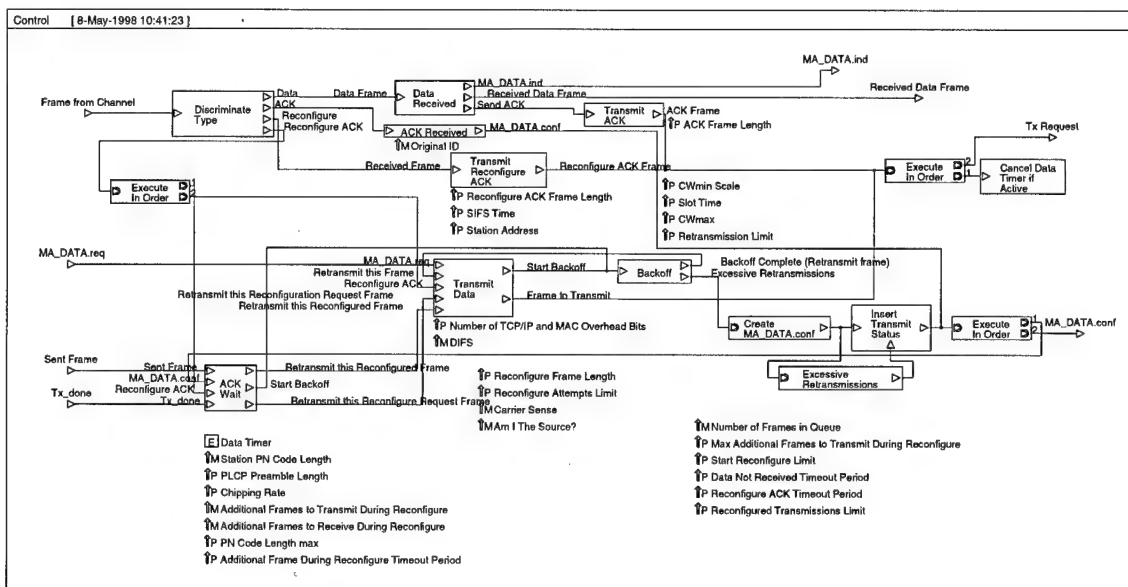 Control [ 8-May-1998 10:41:23 ]
MA_DATA.ind
Received Data Frame
Frame from Channel
Discriminate Type
Data
ACK
Reconfigure
Reconfigure ACK
Data Frame
Data Received
MA_DATA.ind
Received Data Frame
Send ACK
Transmit ACK
ACK Frame
⇑P ACK Frame Length
ACK Received
MA_DATA.conf
⇑M Original ID
Tx Request
Received Frame
Transmit Reconfigure ACK
Reconfigure ACK Frame
⇑P Reconfigure ACK Frame Length
⇑P SIFS Time
⇑P Station Address
⇑P CWmin Scale
⇑P Slot Time
⇑P CWmax
⇑P Retransmission Limit
Execute In Order
2
1
Cancel Data Timer if Active
Execute In Order
1
2
MA_DATA.req
MA_DATA.req
Retransmit this Frame
Reconfigure ACK
Retransmit this Reconfiguration Request Frame
Retransmit this Reconfigured Frame
Transmit Data
Start Backoff
Frame to Transmit
⇑P Number of TCP/IP and MAC Overhead Bits
⇑M DIFS
Backoff
Backoff Complete (Retransmit frame)
Excessive Retransmissions
Create MA_DATA.conf
Insert Transmit Status
Execute In Order
1
2
MA_DATA.conf
Excessive Retransmissions
Sent Frame
Tx_done
Sent Frame
MA_DATA.conf
Reconfigure ACK
Tx_done
ACK Wait
Retransmit this Reconfigured Frame
Start Backoff
Retransmit this Reconfigure Request Frame
⇑P Reconfigure Frame Length
⇑P Reconfigure Attempts Limit
⇑M Carrier Sense
⇑M Am I The Source?
E Data Timer
⇑M Station PN Code Length
⇑P PLCP Preamble Length
⇑P Chipping Rate
⇑M Additional Frames to Transmit During Reconfigure
⇑M Additional Frames to Receive During Reconfigure
⇑P PN Code Length max
⇑P Additional Frame During Reconfigure Timeout Period
⇑M Number of Frames in Queue
⇑P Max Additional Frames to Transmit During Reconfigure
⇑P Start Reconfigure Limit
⇑P Data Not Received Timeout Period
⇑P Reconfigure ACK Timeout Period
⇑P Reconfigured Transmissions Limit